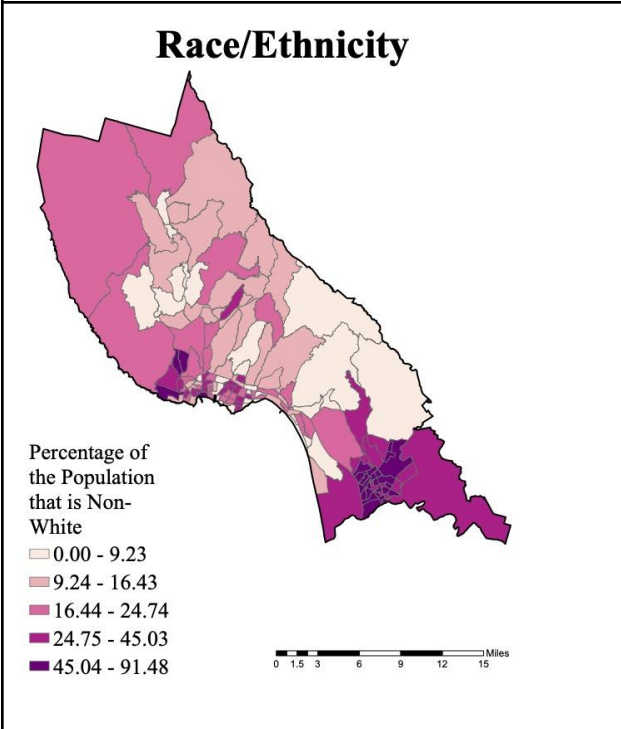 Race/Ethnicity
Percentage of
the Population
that is Non-
White
0.00 - 9.23
9.24 - 16.43
16.44 - 24.74
24.75 - 45.03
45.04 - 91.48
Miles
0 1.5 3 6 9 12 15